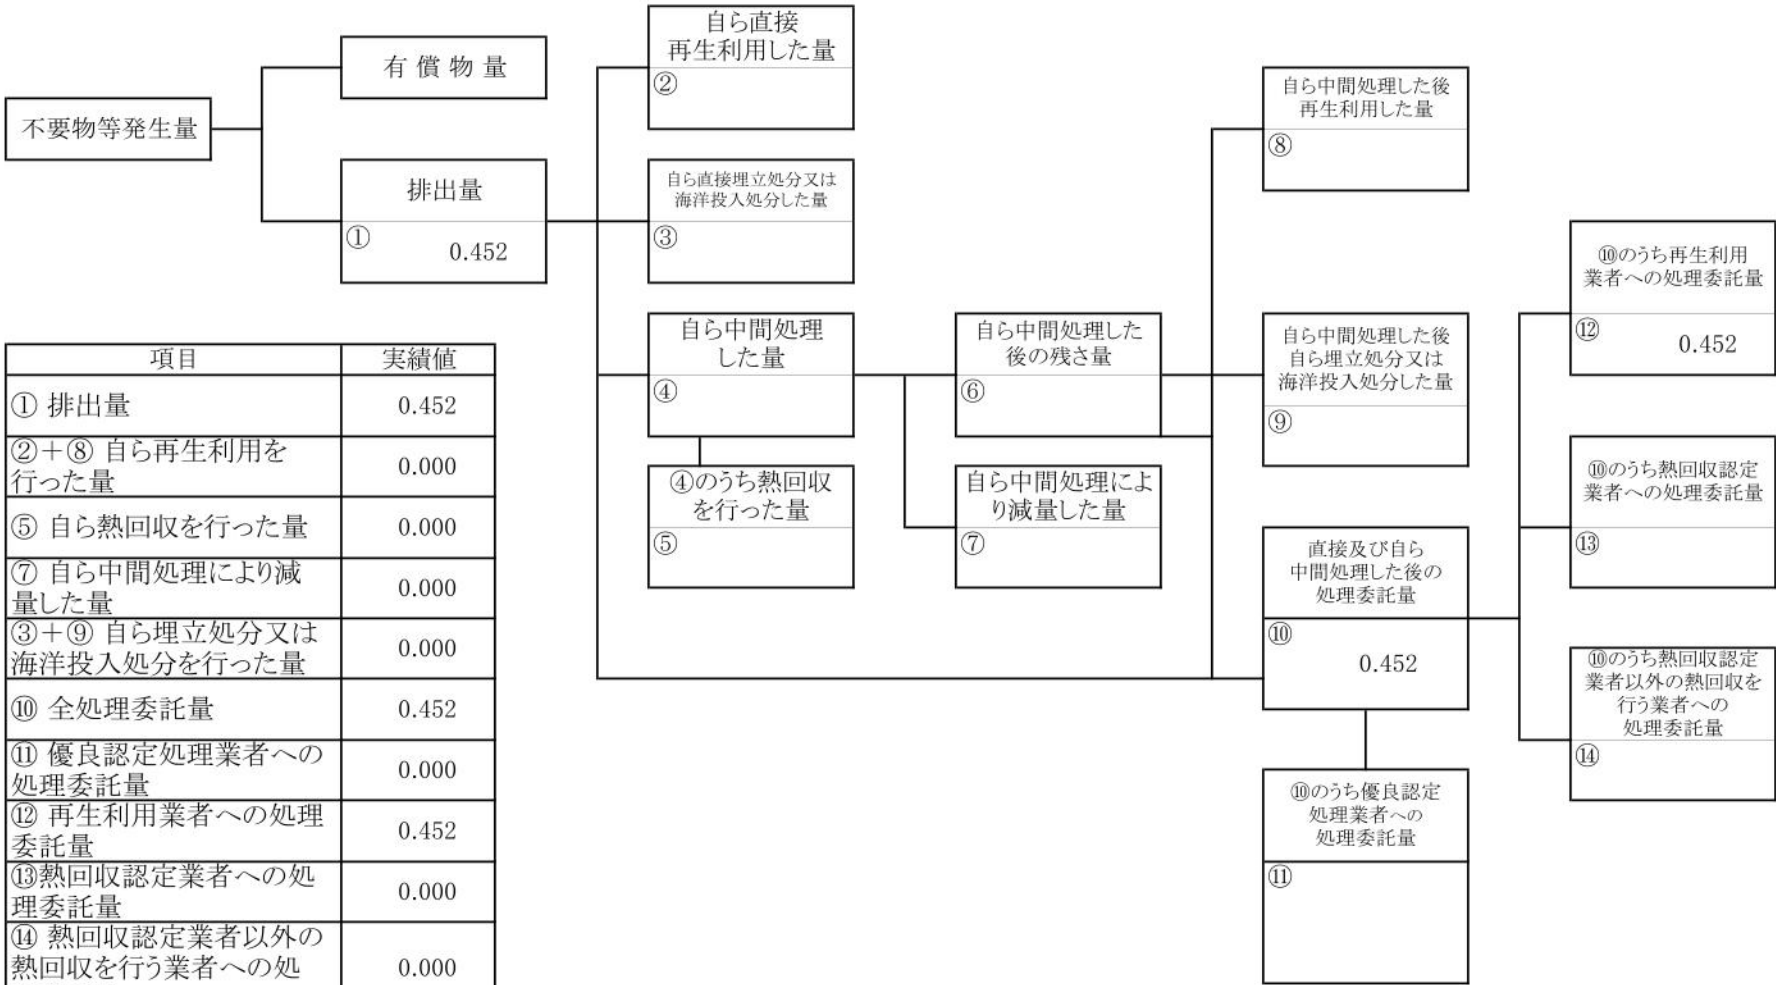 自ら直接
再生利用した量
②
有 償 物 量
不要物等発生量
排出量
①
0.452
自ら直接埋立処分又は
海洋投入処分した量
③
自ら中間処理した後
再生利用した量
⑧
⑩のうち再生利用
業者への処理委託量
⑫
0.452
自ら中間処理
した量
④
自ら中間処理した
後の残さ量
⑥
自ら中間処理した後
自ら埋立処分又は
海洋投入処分した量
⑨
④のうち熱回収
を行った量
⑤
自ら中間処理によ
り減量した量
⑦
⑩のうち熱回収認定
業者への処理委託量
⑬
直接及び自ら
中間処理した後の
処理委託量
⑩
0.452
⑩のうち熱回収認定
業者以外の熱回収を
行う業者への
処理委託量
⑭
⑩のうち優良認定
処理業者への
処理委託量
⑪
項目 実績値
① 排出量 0.452
②+⑧ 自ら再生利用を
行った量 0.000
⑤ 自ら熱回収を行った量 0.000
⑦ 自ら中間処理により減
量した量 0.000
③+⑨ 自ら埋立処分又は
海洋投入処分を行った量 0.000
⑩ 全処理委託量 0.452
⑪ 優良認定処理業者への
処理委託量 0.000
⑫ 再生利用業者への処理
委託量 0.452
⑬熱回収認定業者への処
理委託量 0.000
⑭ 熱回収認定業者以外の
熱回収を行う業者への処 0.000